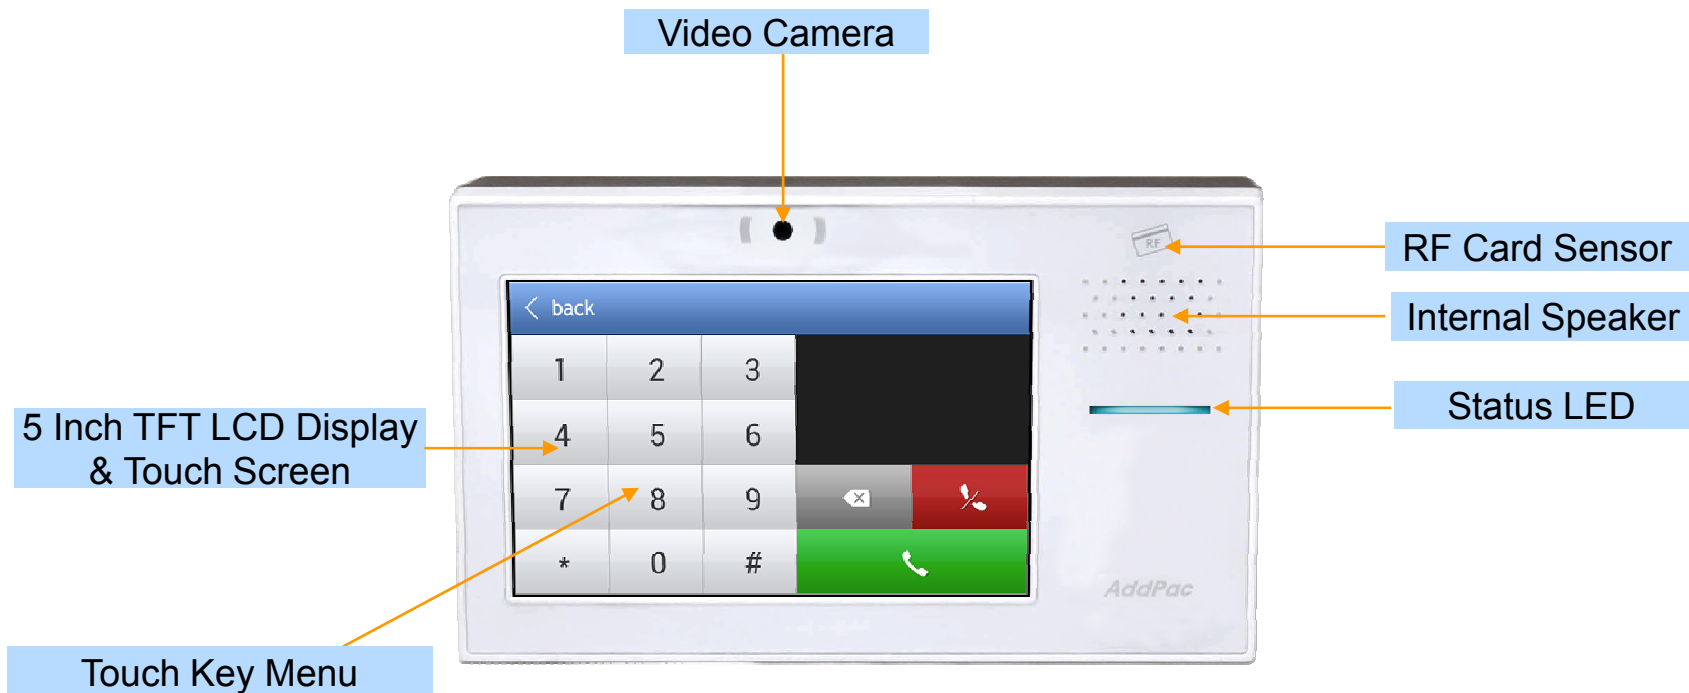 Video Camera
RF
RF Card Sensor
Internal Speaker
Status LED
5 Inch TFT LCD Display
& Touch Screen
Touch Key Menu
back
1 2 3
4 5 6
7 8 9
* 0 #
AddPac